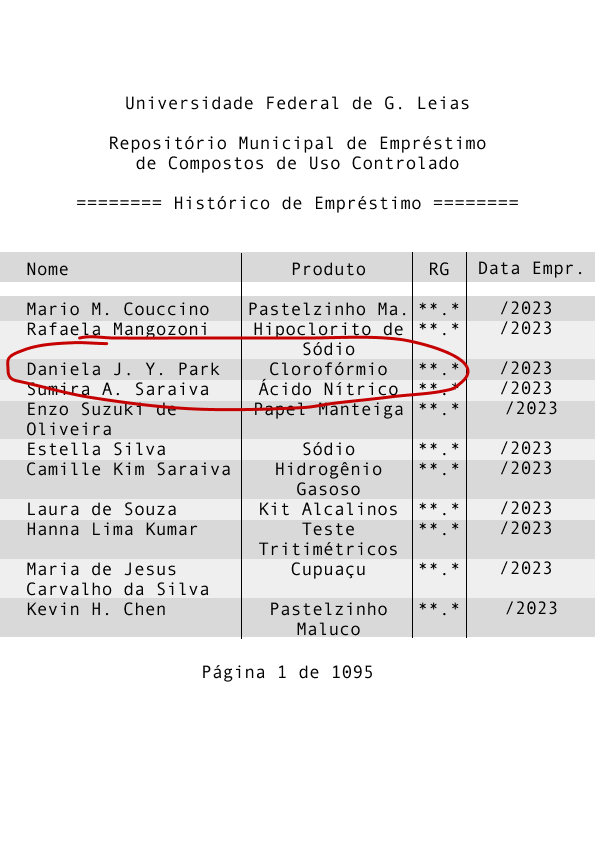 Universidade Federal de G. Leias
Repositório Municipal de Empréstimo
de Compostos de Uso Controlado
======== Histórico de Empréstimo ========
Nome Produto RG Data Empr.
Mario M. Couccino Pastelzinho Ma. **.* /2023
Rafaela Mangozoni Hipoclorito de **.* /2023
Sódio
Daniela J. Y. Park Clorofórmio **.* /2023
Sumira A. Saraiva Ácido Nítrico **.* /2023
Enzo Suzuki de Papel Manteiga **.* /2023
Oliveira
Estella Silva Sódio **.* /2023
Camille Kim Saraiva Hidrogênio **.* /2023
Gasoso
Laura de Souza Kit Alcalinos **.* /2023
Hanna Lima Kumar Teste **.* /2023
Tritimétricos
Maria de Jesus Cupuaçu **.* /2023
Carvalho da Silva
Kevin H. Chen Pastelzinho **.* /2023
Maluco
Página 1 de 1095